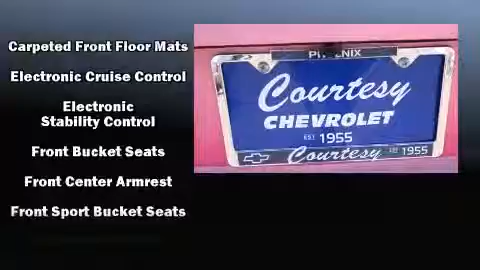 Carpeted Front Floor Mats
Electronic Cruise Control
Electronic
Stability Control
Front Bucket Seats
Front Center Armrest
Front Sport Bucket Seats
PHOENIX
Courtesy
CHEVROLET
EST 1955
Courtesy EST 1955